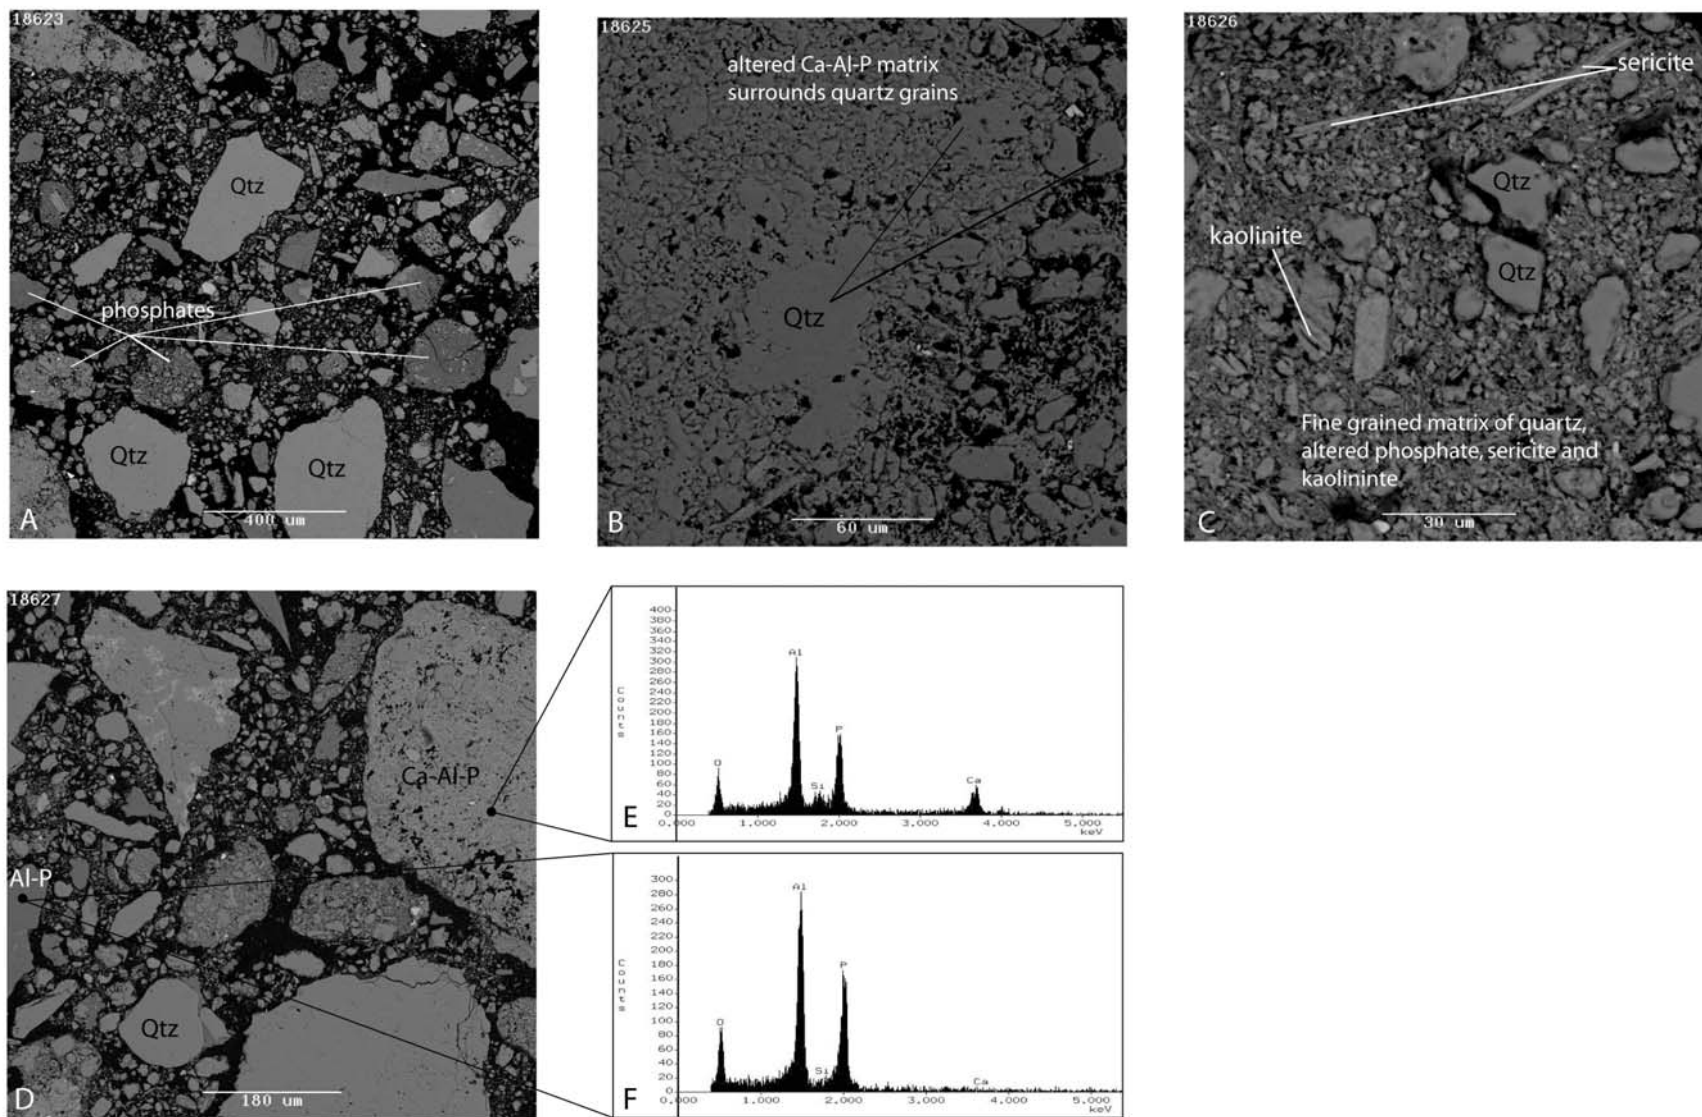 18623
Qtz
phosphates
Qtz
Qtz
A
400 um
18625
altered Ca-Al-P matrix
surrounds quartz grains
Qtz
B
60 um
18626
sericite
Qtz
kaolinite
Qtz
Fine grained matrix of quartz,
altered phosphate, sericite and
kaolininte
C
30 um
18627
Ca-Al-P
Al-P
Qtz
D
180 um
400
380
360
340
320
300
280
260
240
220
200
180
160
140
120
100
80
60
40
20
0
Counts
O
Al
Si
P
Ca
E
0.000 1.000 2.000 3.000 4.000 5.000
keV
300
280
260
240
220
200
180
160
140
120
100
80
60
40
20
0
Counts
O
Al
Si
P
Ca
F
0.000 1.000 2.000 3.000 4.000 5.000
keV